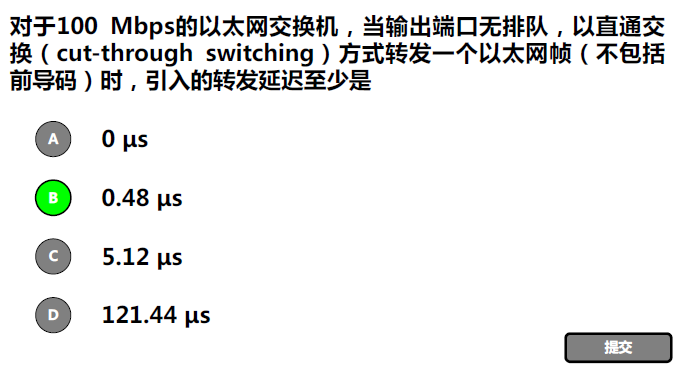 对于100 Mbps的以太网交换机，当输出端口无排队，以直通交
换（cut-through switching）方式转发一个以太网帧（不包括
前导码）时，引入的转发延迟至少是
A 0 μs
B 0.48 μs
C 5.12 μs
D 121.44 μs
提交